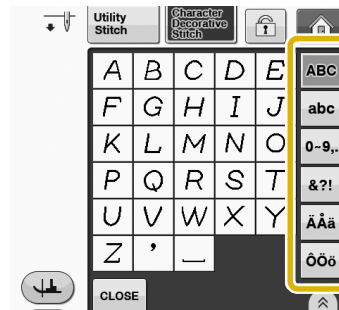 Utility Stitch
Character Decorative Stitch
A B C D E ABC
F G H I J abc
K L M N O 0~9,.
P Q R S T &?!
U V W X Y ÄÅä
Z ’ _ ÔÖö
CLOSE